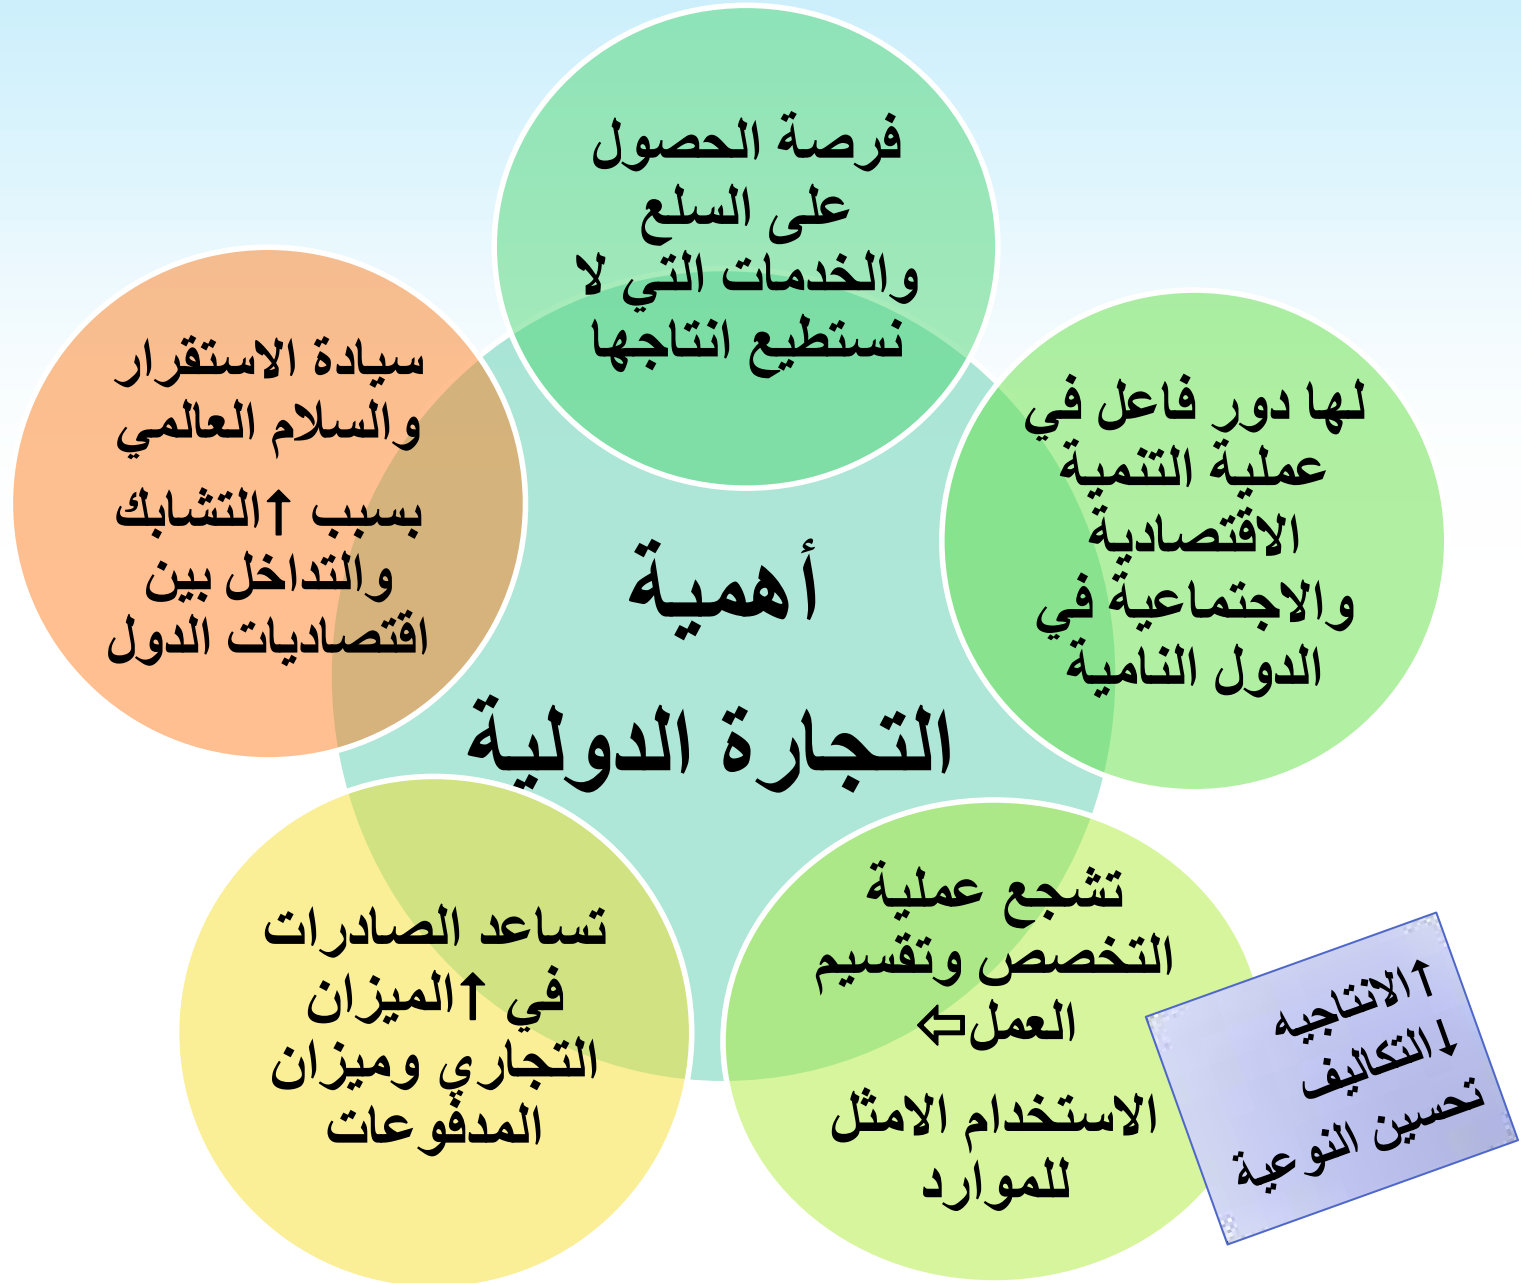 أهمية
التجارة الدولية
فرصة الحصول
على السلع
والخدمات التي لا
نستطيع انتاجها
لها دور فاعل في
عملية التنمية
الاقتصادية
والاجتماعية في
الدول النامية
تشجع عملية
التخصص وتقسيم
العمل⇦
الاستخدام الامثل
للموارد
↑الانتاجيه
↓التكاليف
تحسين النوعية
تساعد الصادرات
في ↑الميزان
التجاري وميزان
المدفوعات
سيادة الاستقرار
والسلام العالمي
بسبب ↑التشابك
والتداخل بين
اقتصاديات الدول